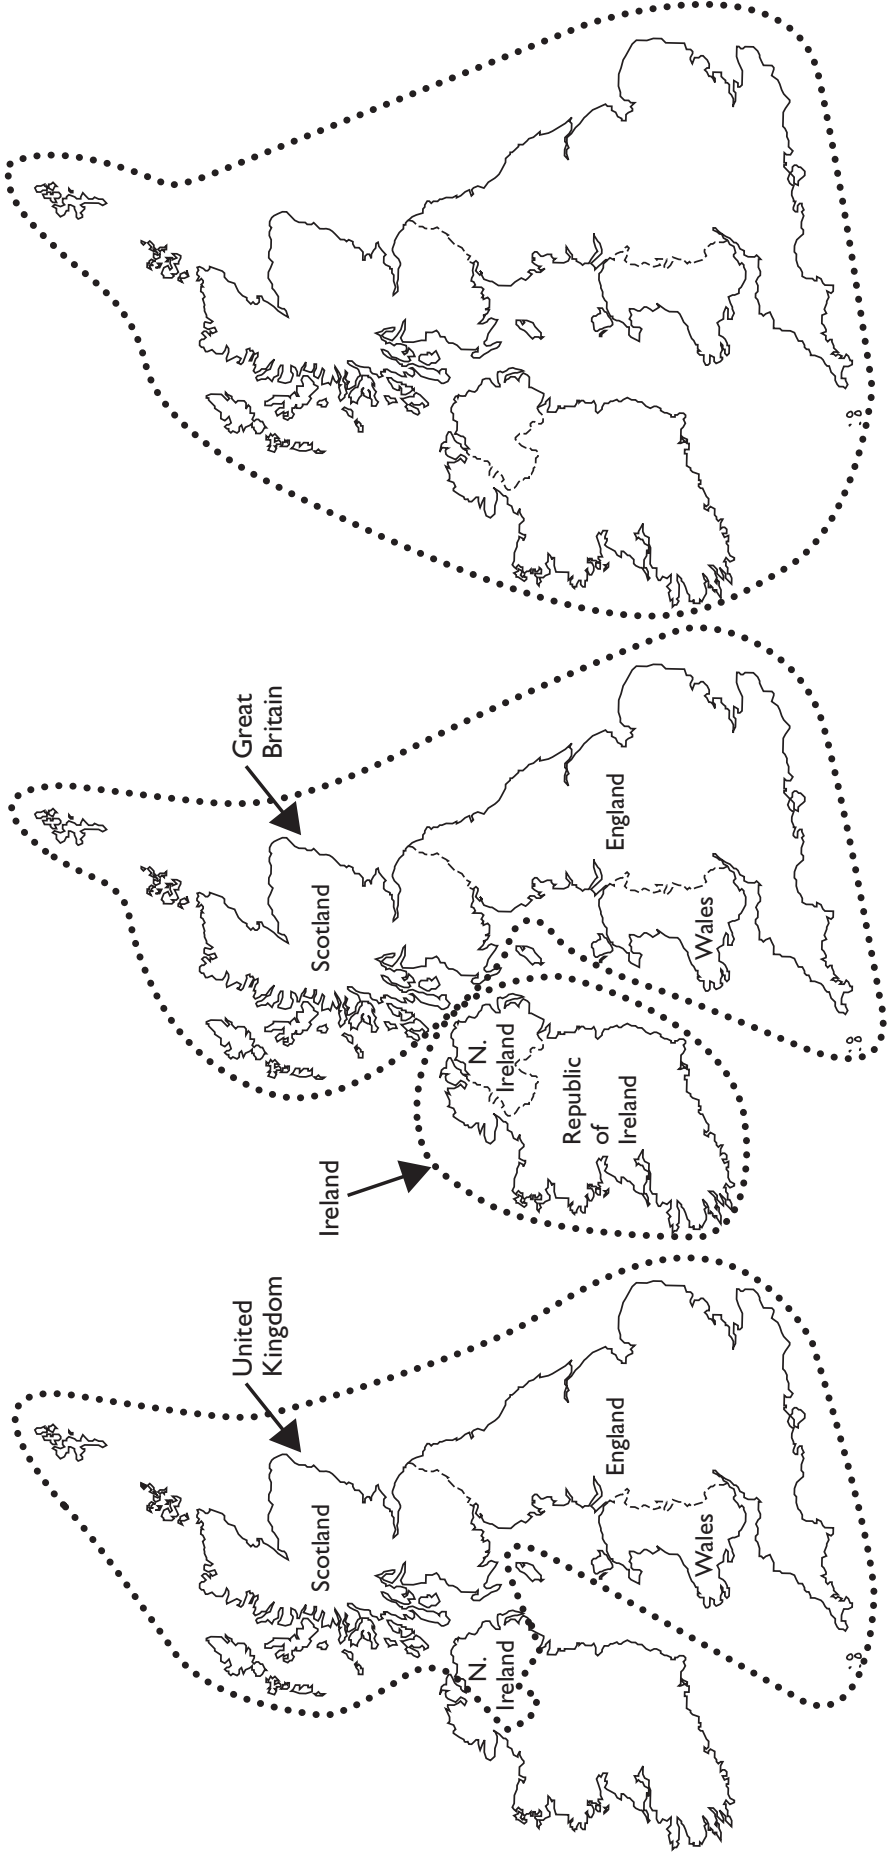 United
Kingdom
Scotland
N.
Ireland
England
Wales
Great
Britain
Ireland
Scotland
N.
Ireland
Republic
of
Ireland
England
Wales